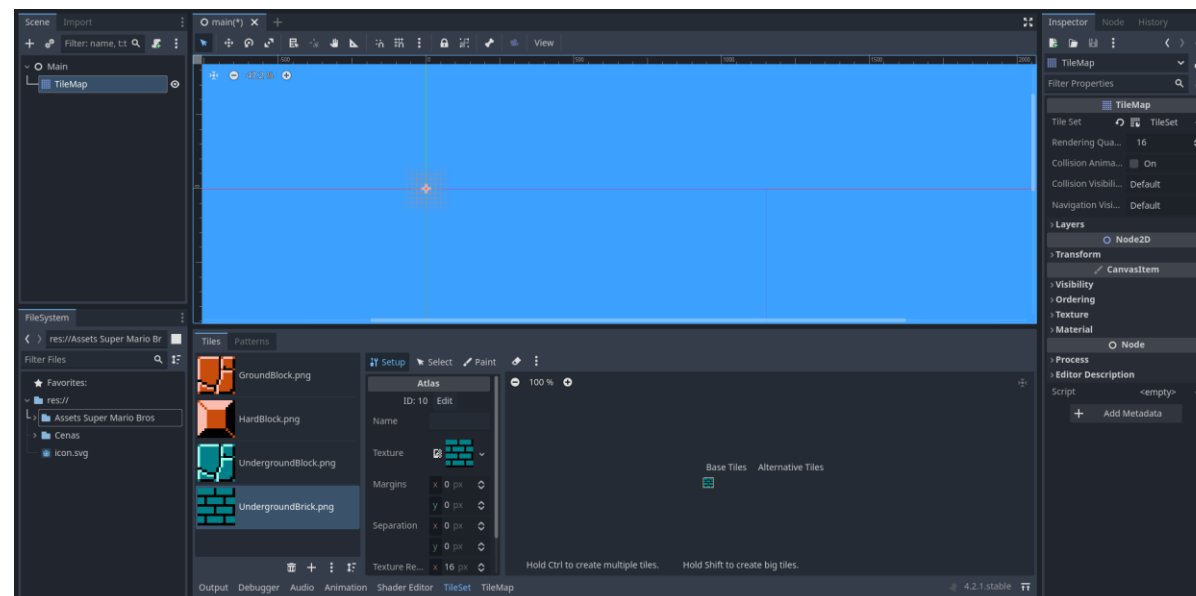 Scene Import
Filter: name, t:t
Main
TileMap
main(*)
View
-500 0 500 1000 1500 2000
FileSystem
res://Assets Super Mario Br
Filter Files
Favorites:
res://
Assets Super Mario Bros
Cenas
icon.svg
Tiles Patterns
GroundBlock.png
HardBlock.png
UndergroundBlock.png
UndergroundBrick.png
Setup Select Paint
Atlas
ID: 10 Edit
Name
Texture
Margins x 0 px
y 0 px
Separation x 0 px
y 0 px
Texture Re... x 16 px
100 %
Base Tiles Alternative Tiles
Hold Ctrl to create multiple tiles. Hold Shift to create big tiles.
Output Debugger Audio Animation Shader Editor TileSet TileMap
4.2.1.stable
Inspector Node History
TileMap
Filter Properties
TileMap
Tile Set TileSet
Rendering Qua... 16
Collision Anima... On
Collision Visibili... Default
Navigation Visi... Default
Layers
Node2D
Transform
CanvasItem
Visibility
Ordering
Texture
Material
Node
Process
Editor Description
Script <empty>
Add Metadata